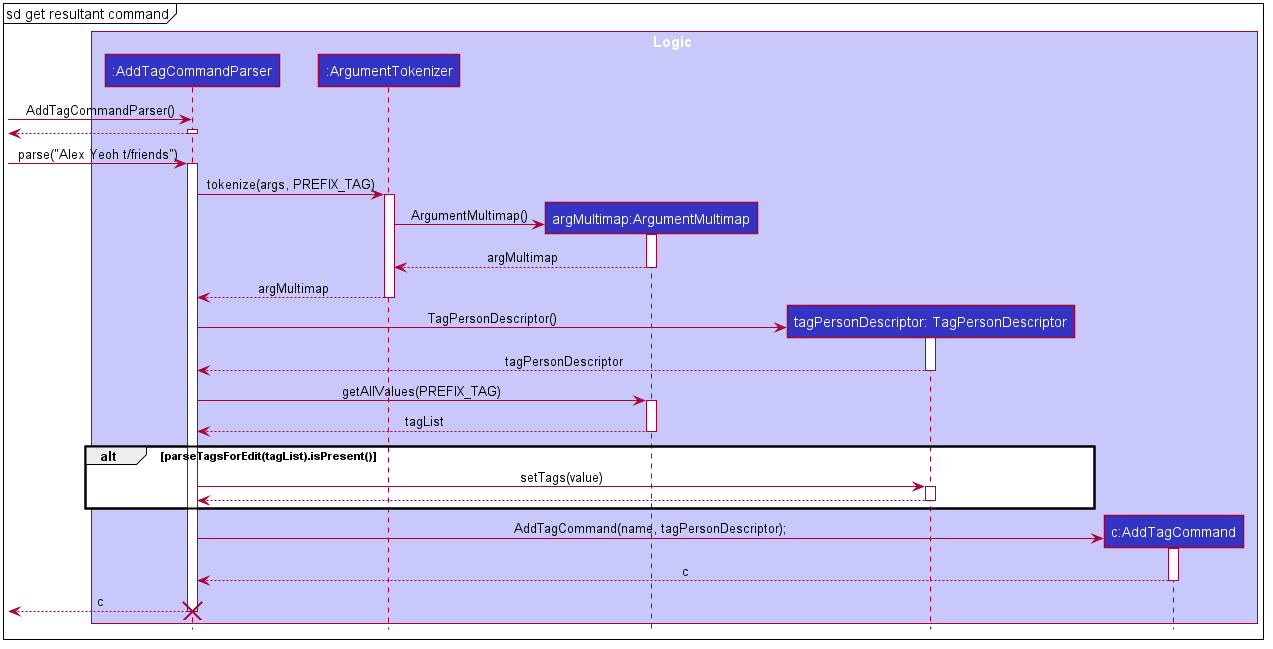 sd get resultant command
Logic
:AddTagCommandParser
:ArgumentTokenizer
AddTagCommandParser()
parse("Alex Yeoh t/friends")
tokenize(args, PREFIX_TAG)
ArgumentMultimap()
argMultimap:ArgumentMultimap
argMultimap
argMultimap
TagPersonDescriptor()
tagPersonDescriptor: TagPersonDescriptor
tagPersonDescriptor
getAllValues(PREFIX_TAG)
tagList
alt
[parseTagsForEdit(tagList).isPresent()]
setTags(value)
AddTagCommand(name, tagPersonDescriptor);
c:AddTagCommand
c
c